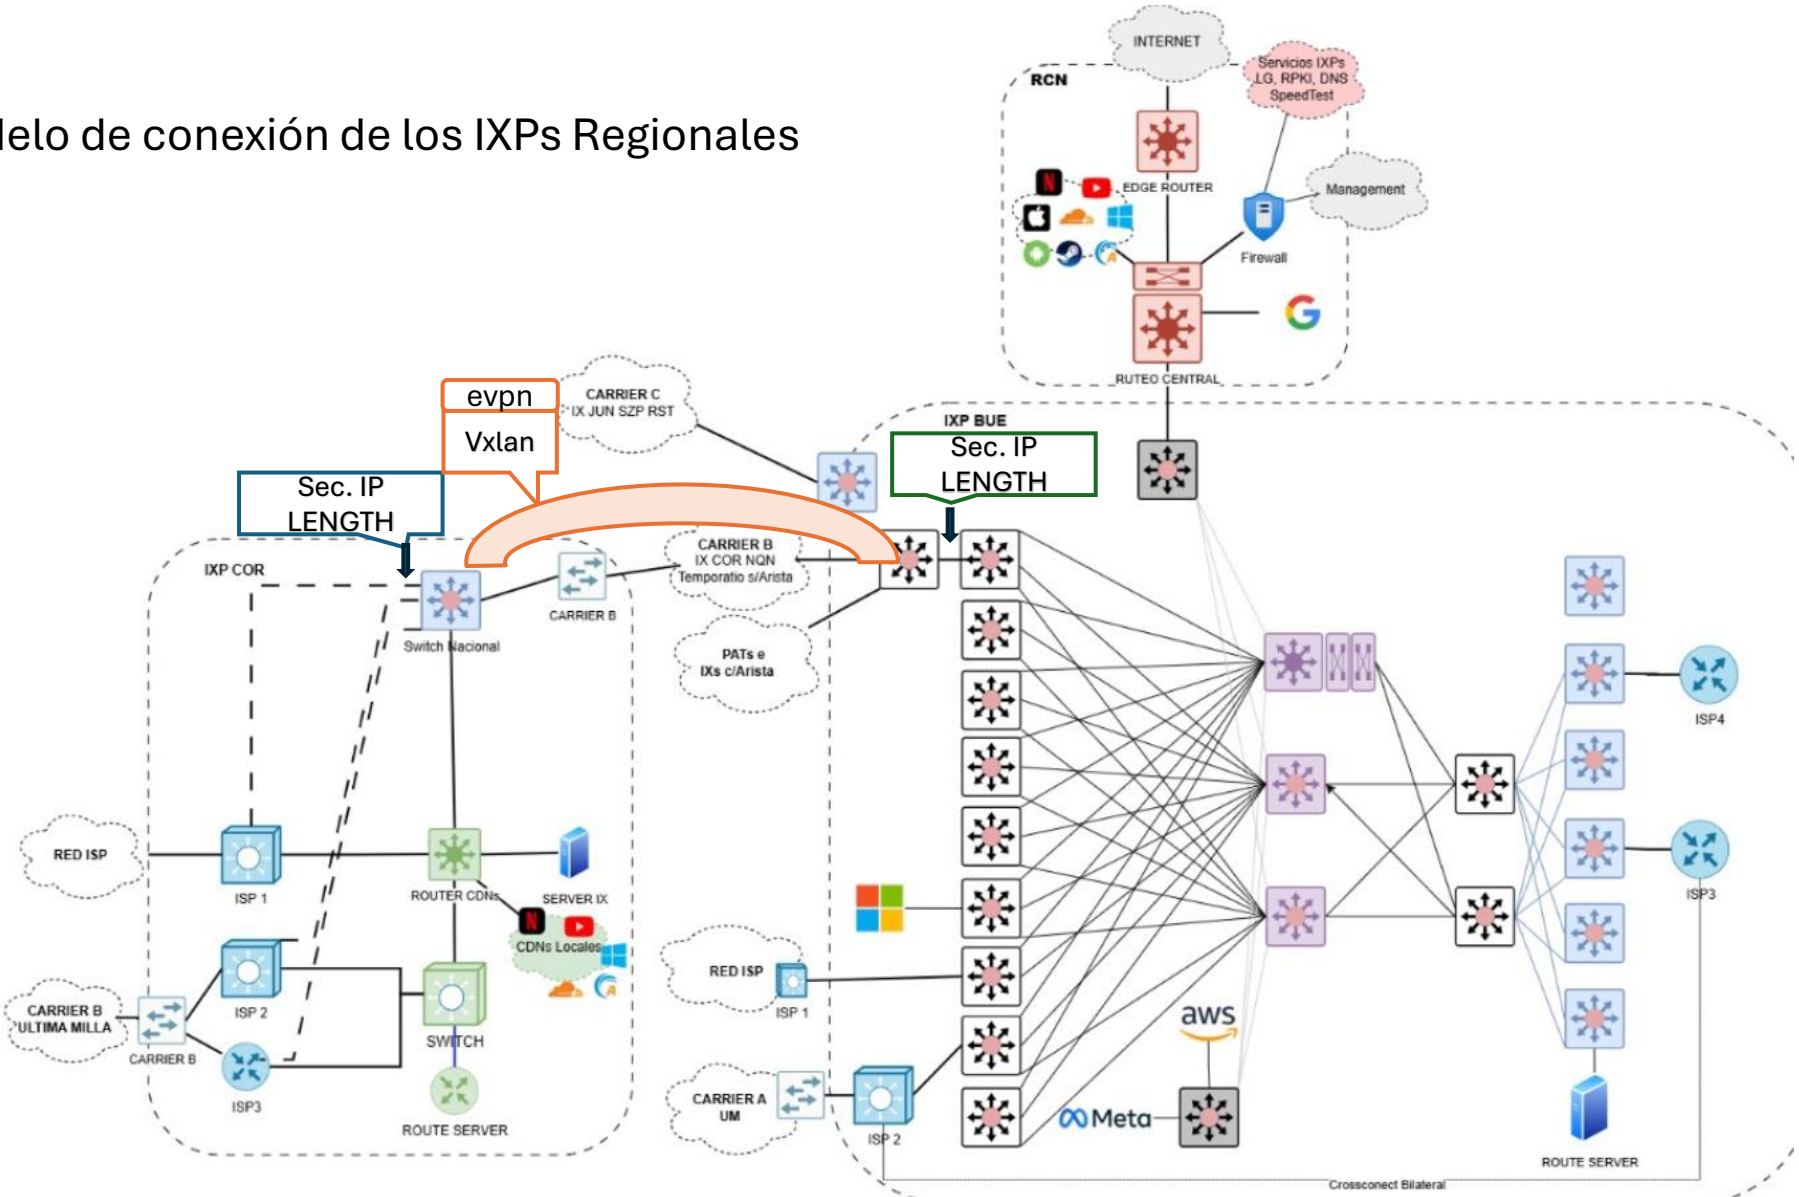 INTERNET
Servicios IXPs
LG, RPKI, DNS
SpeedTest
RCN
delo de conexión de los IXPs Regionales
EDGE ROUTER
Management
Firewall
RUTEO CENTRAL
evpn
Vxlan
CARRIER C
IX JUN SZP RST
IXP BUE
Sec. IP
LENGTH
Sec. IP
LENGTH
IXP COR
CARRIER B
IX COR NQN
Temporatio s/Arista
CARRIER B
Switch Nacional
PATs e
IXs c/Arista
ISP4
RED ISP
ISP 1
ROUTER CDNs
SERVER IX
CDNs Locales
ISP3
RED ISP
ISP 1
CARRIER B
ULTIMA MILLA
ISP 2
CARRIER B
SWITCH
aws
ISP3
ROUTE SERVER
CARRIER A
UM
ISP 2
Meta
ROUTE SERVER
Crossconect Bilateral